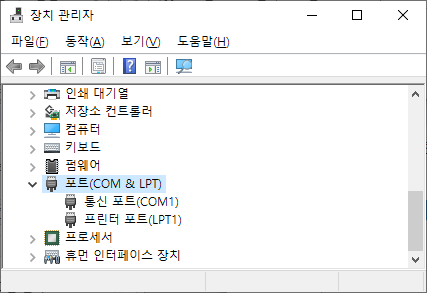 장치 관리자
파일(F) 동작(A) 보기(V) 도움말(H)
인쇄 대기열
저장소 컨트롤러
컴퓨터
키보드
펌웨어
포트(COM & LPT)
통신 포트(COM1)
프린터 포트(LPT1)
프로세서
휴먼 인터페이스 장치